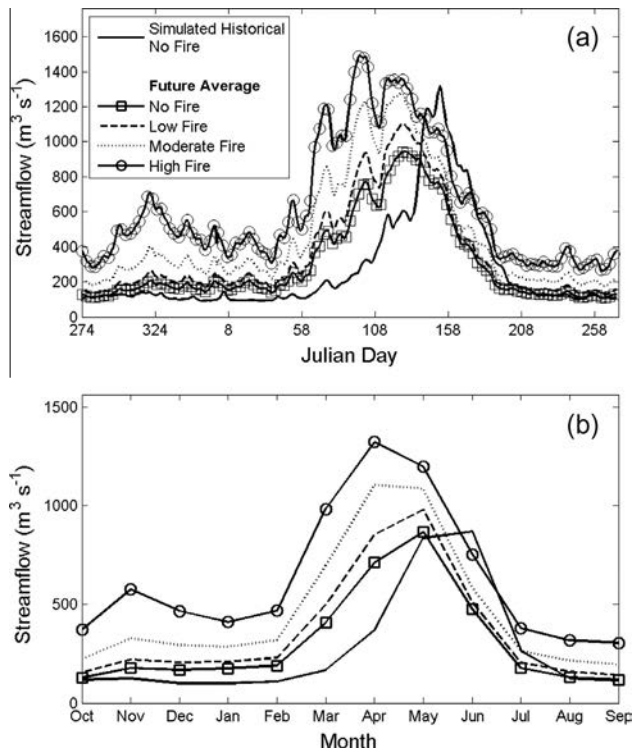 (a)
Simulated Historical
No Fire
Future Average
No Fire
Low Fire
Moderate Fire
High Fire
Streamflow (m³ s⁻¹)
1600
1400
1200
1000
800
600
400
200
0
274 324 8 58 108 158 208 258
Julian Day
(b)
Streamflow (m³ s⁻¹)
1500
1000
500
0
Oct Nov Dec Jan Feb Mar Apr May Jun Jul Aug Sep
Month